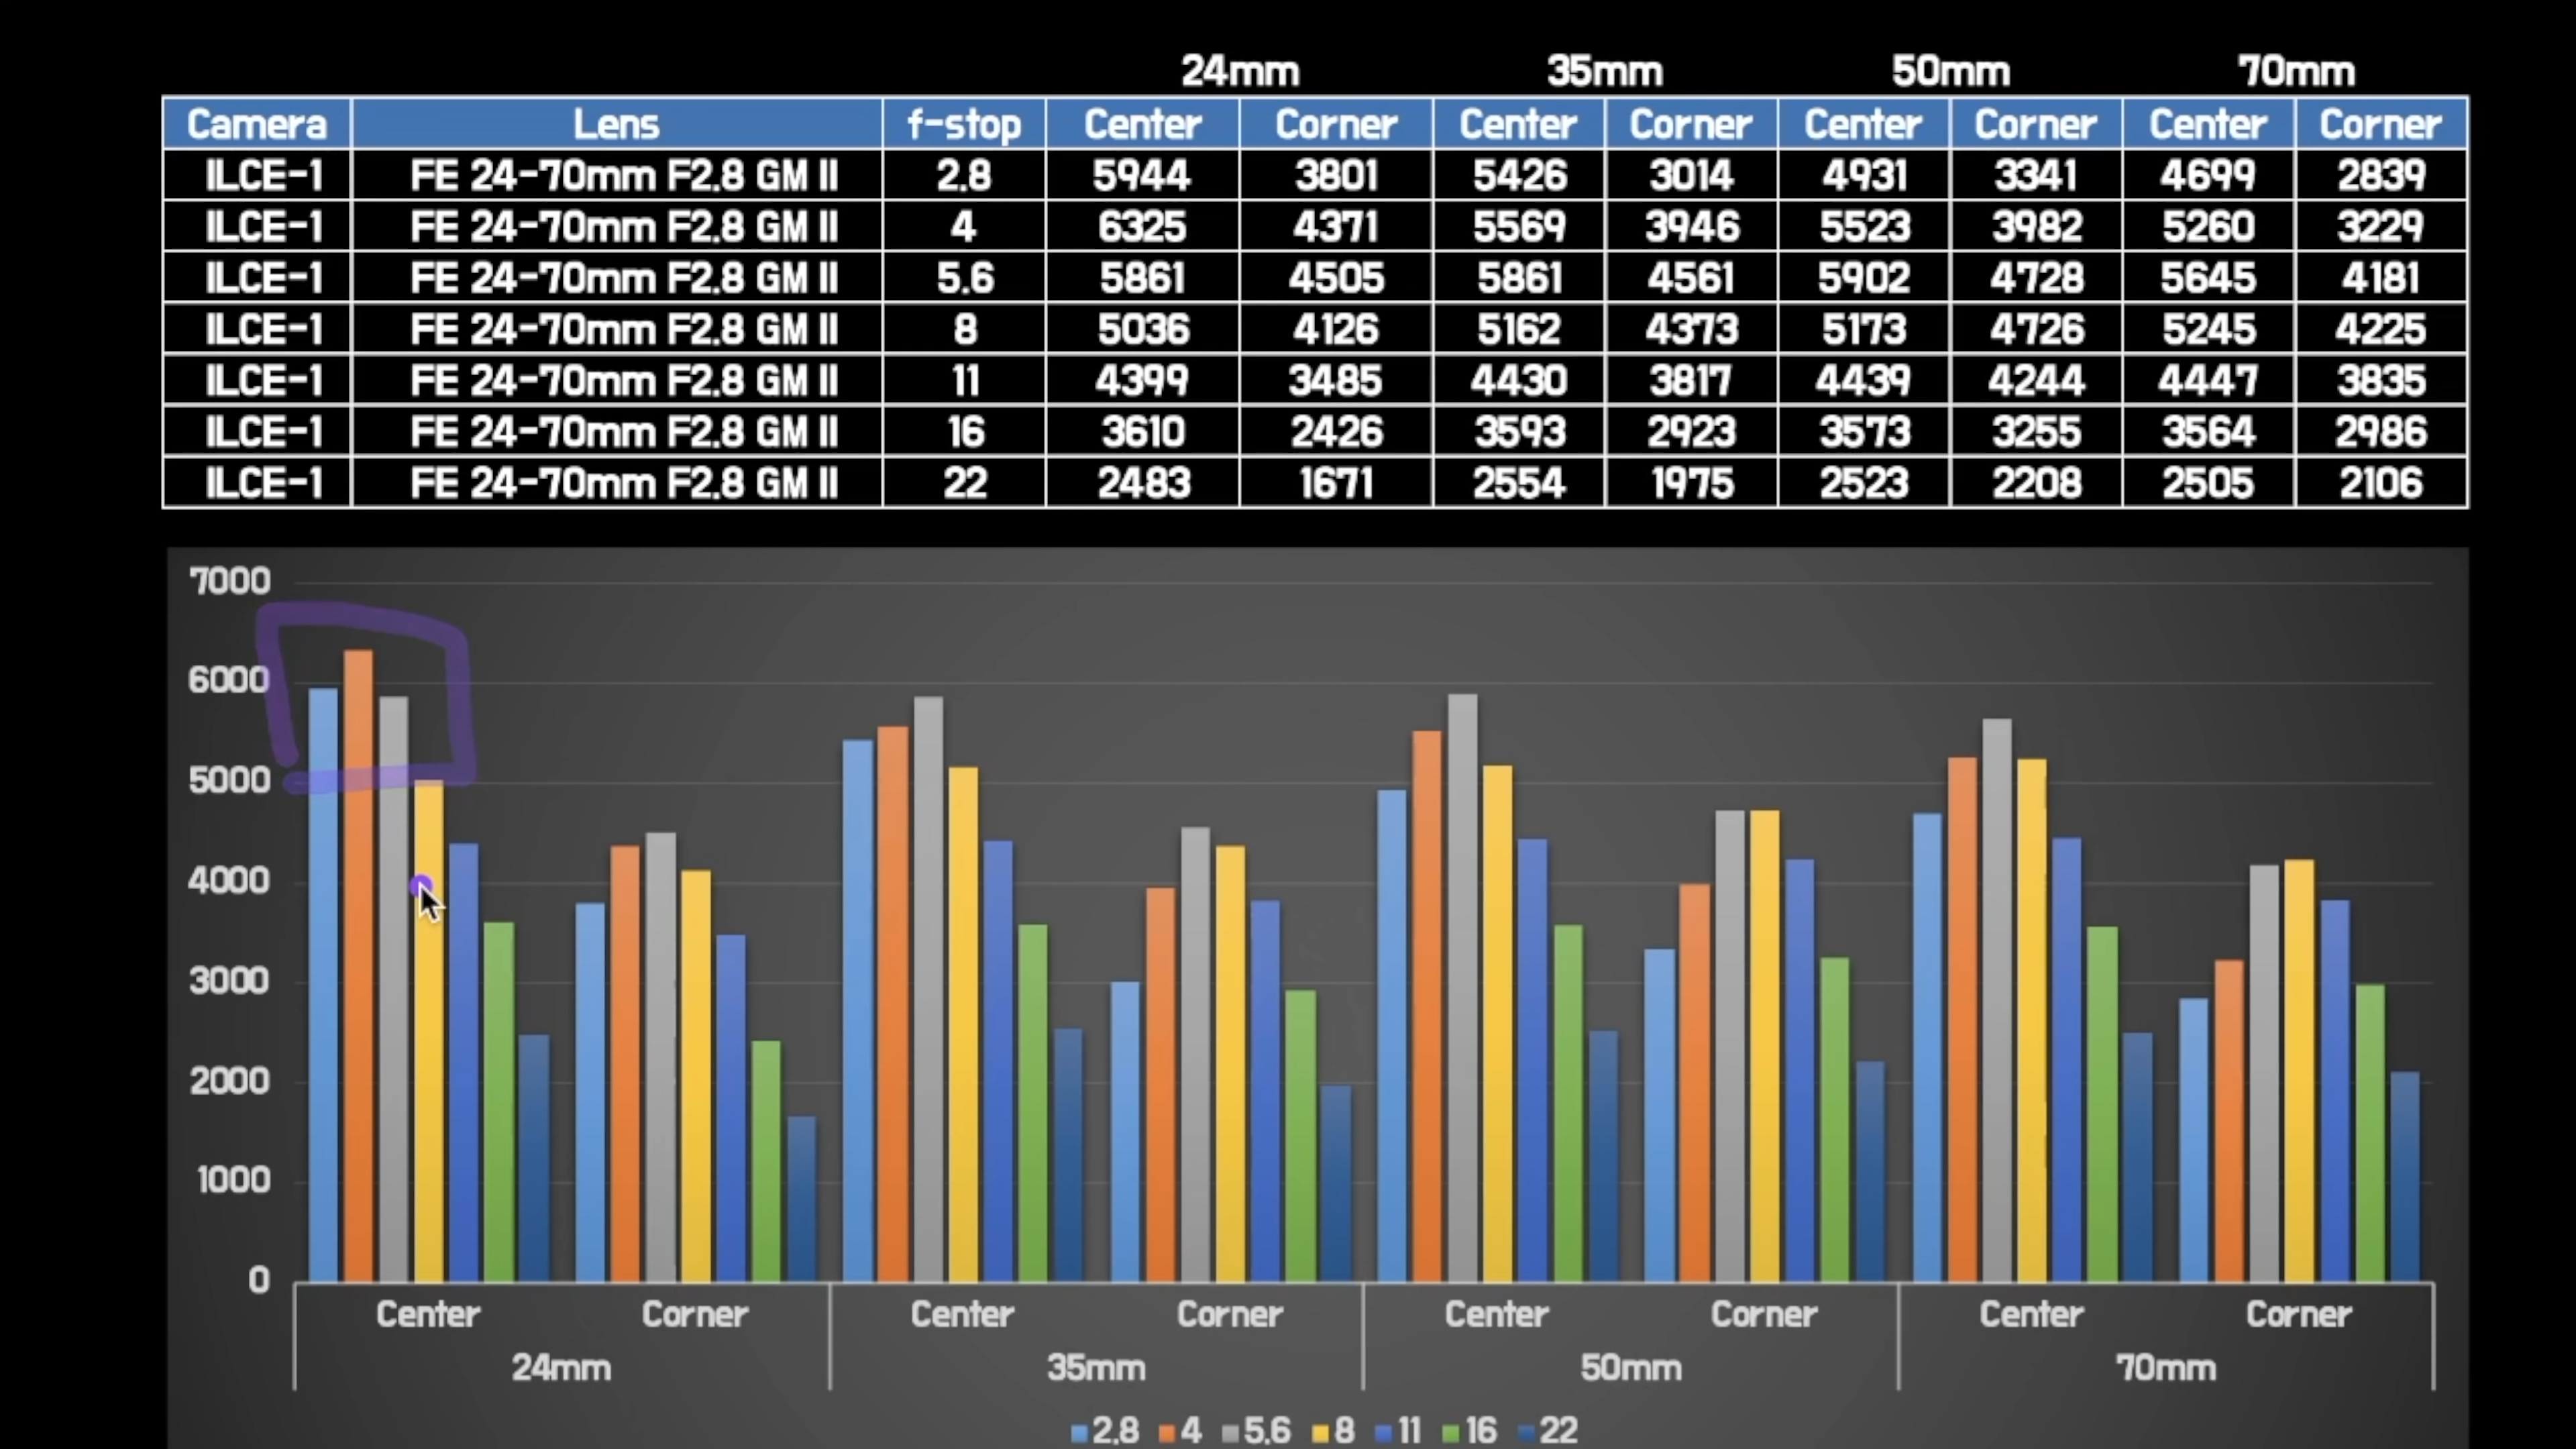 24mm 35mm 50mm 70mm
Camera Lens f-stop Center Corner Center Corner Center Corner Center Corner
ILCE-1 FE 24-70mm F2.8 GM II 2.8 5944 3801 5426 3014 4931 3341 4699 2839
ILCE-1 FE 24-70mm F2.8 GM II 4 6325 4371 5569 3946 5523 3982 5260 3229
ILCE-1 FE 24-70mm F2.8 GM II 5.6 5861 4505 5861 4561 5902 4728 5645 4181
ILCE-1 FE 24-70mm F2.8 GM II 8 5036 4126 5162 4373 5173 4726 5245 4225
ILCE-1 FE 24-70mm F2.8 GM II 11 4399 3485 4430 3817 4439 4244 4447 3835
ILCE-1 FE 24-70mm F2.8 GM II 16 3610 2426 3593 2923 3573 3255 3564 2986
ILCE-1 FE 24-70mm F2.8 GM II 22 2483 1671 2554 1975 2523 2208 2505 2106
7000
6000
5000
4000
3000
2000
1000
0
Center Corner Center Corner Center Corner Center Corner
24mm 35mm 50mm 70mm
2.8 4 5.6 8 11 16 22